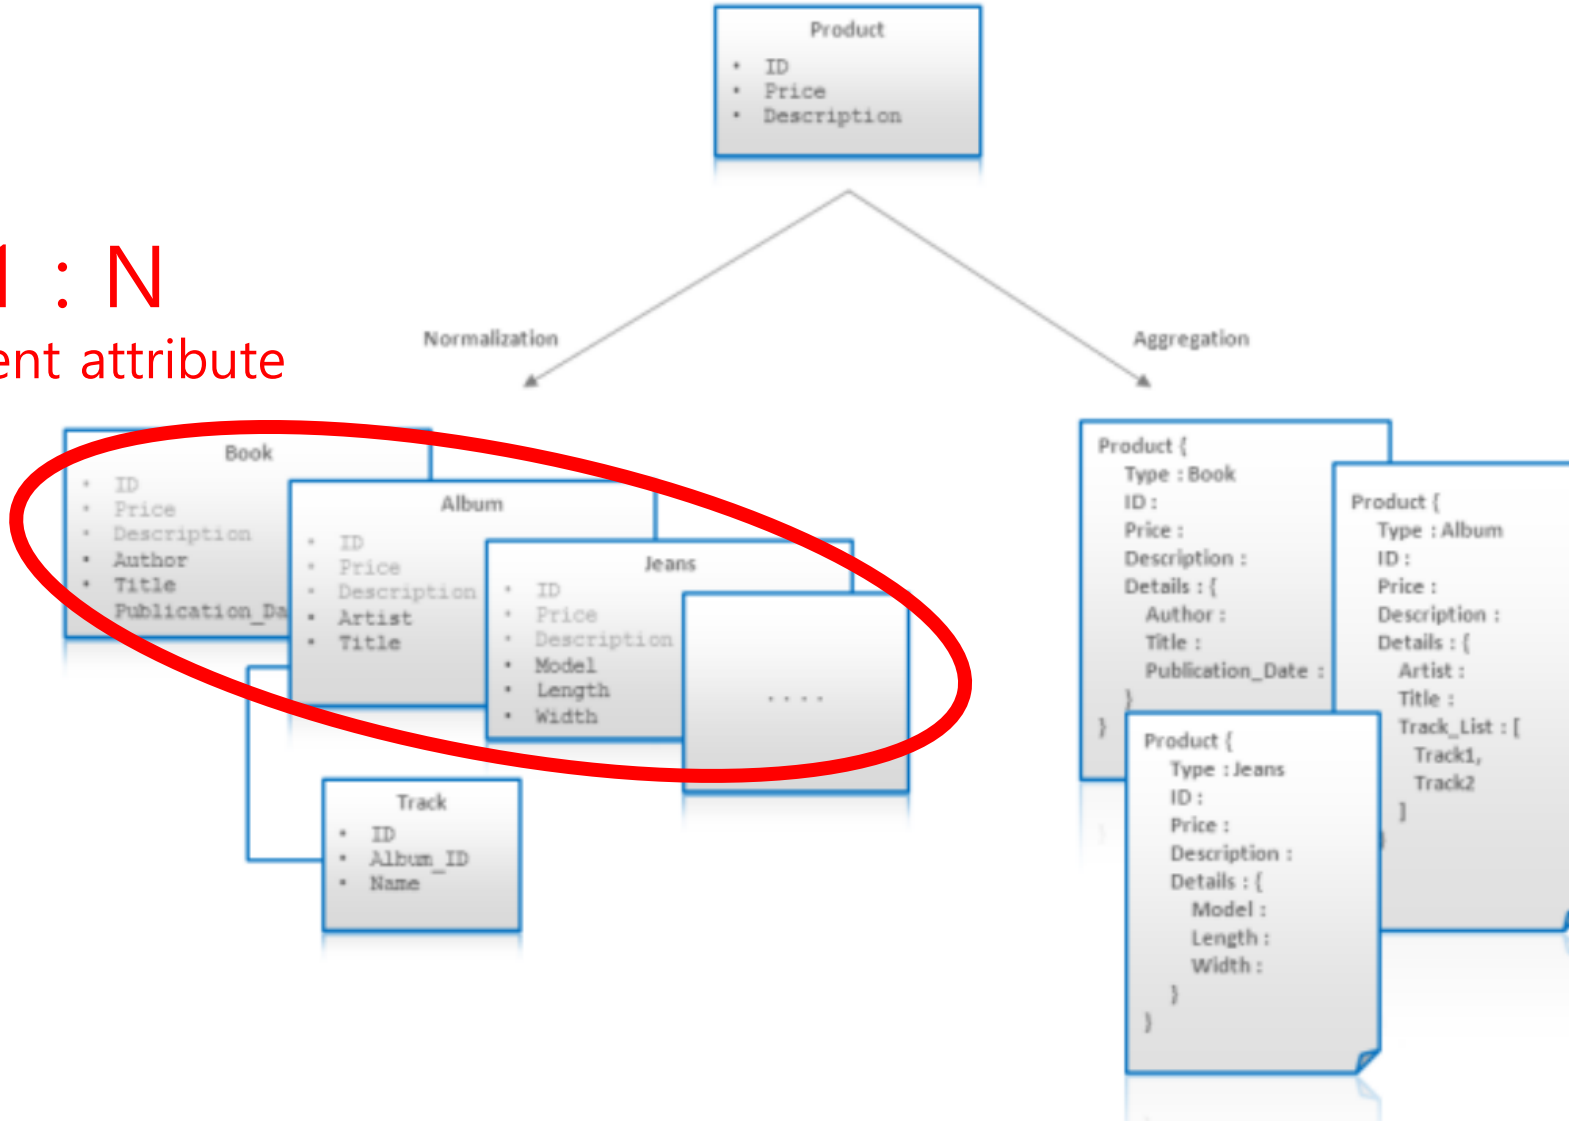 Product
• ID
• Price
• Description
1 : N
ent attribute
Normalization
Aggregation
Book
• ID
• Price
• Description
• Author
• Title
Publication_Da
Album
• ID
• Price
• Description
• Artist
• Title
Jeans
• ID
• Price
• Description
• Model
• Length
• Width
. . . .
Track
• ID
• Album_ID
• Name
Product {
Type : Book
ID :
Price :
Description :
Details : {
Author :
Title :
Publication_Date :
}
}
Product {
Type : Album
ID :
Price :
Description :
Details : {
Artist :
Title :
Track_List : [
Track1,
Track2
]
}
Product {
Type : Jeans
ID :
Price :
Description :
Details : {
Model :
Length :
Width :
}
}